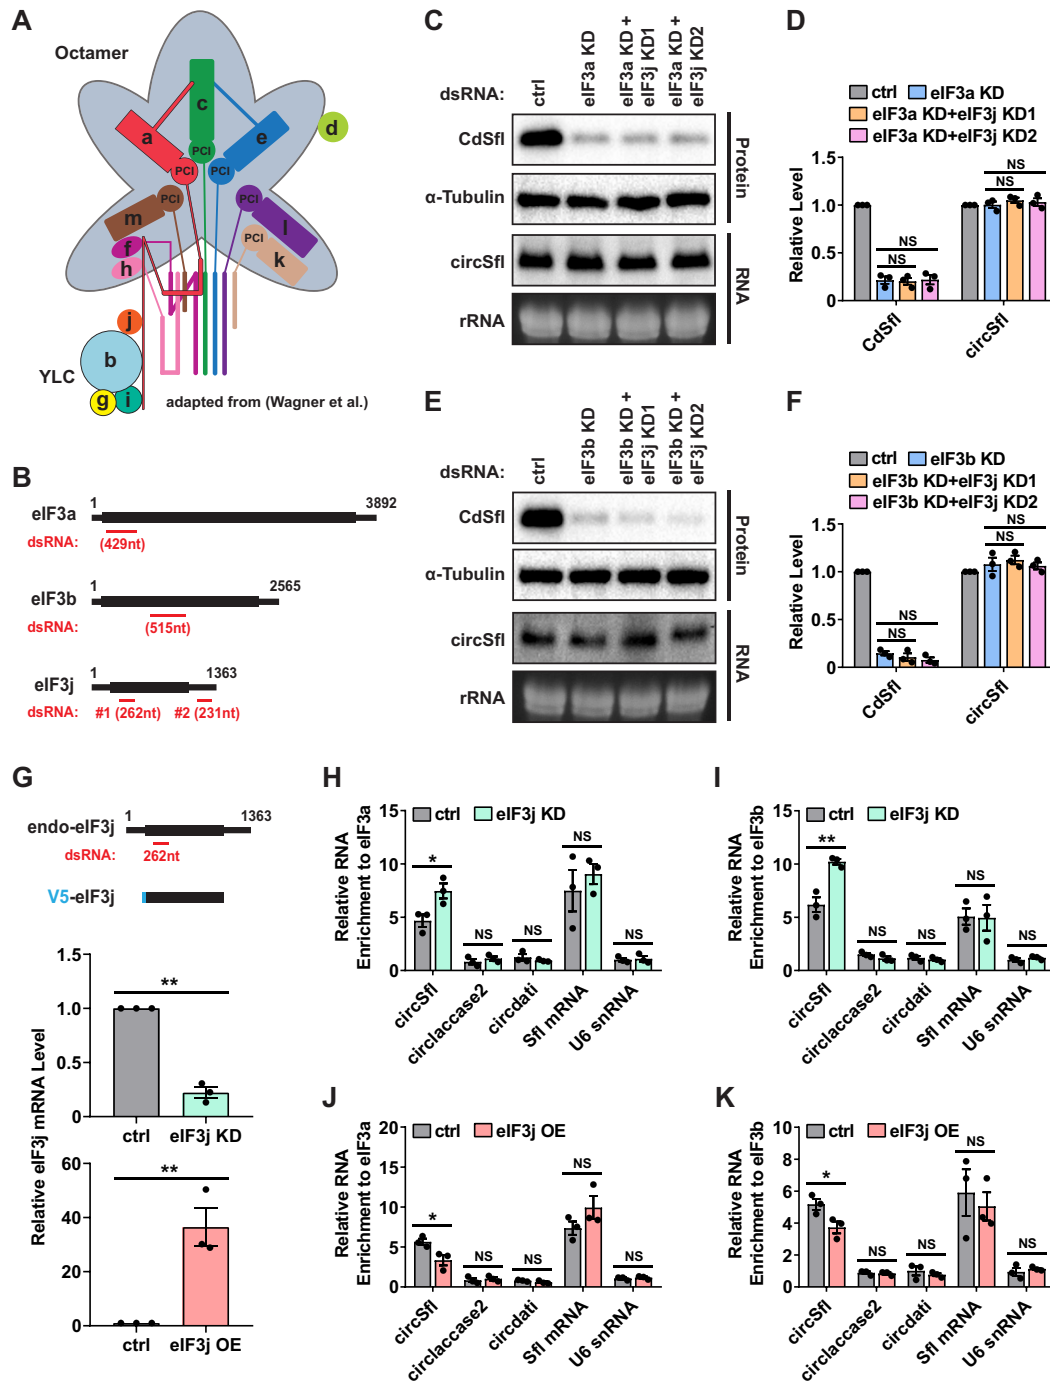 A
Octamer
c
a
e
d
PCI
PCI
PCI
PCI
PCI
PCI
m
l
k
f
h
j
b
YLC
g
i
adapted from (Wagner et al.)
B
1
3892
eIF3a
dsRNA:
(429nt)
1
2565
eIF3b
dsRNA:
(515nt)
1
1363
eIF3j
dsRNA:
#1 (262nt)
#2 (231nt)
C
dsRNA:
ctrl
eIF3a KD
eIF3a KD +
eIF3j KD1
eIF3a KD +
eIF3j KD2
CdSfl
α-Tubulin
circSfl
rRNA
Protein
RNA
D
ctrl
eIF3a KD
eIF3a KD+eIF3j KD1
eIF3a KD+eIF3j KD2
Relative Level
1.5
1.0
0.5
0
NS
NS
NS
NS
CdSfl
circSfl
E
dsRNA:
ctrl
eIF3b KD
eIF3b KD +
eIF3j KD1
eIF3b KD +
eIF3j KD2
CdSfl
α-Tubulin
circSfl
rRNA
Protein
RNA
F
ctrl
eIF3b KD
eIF3b KD+eIF3j KD1
eIF3b KD+eIF3j KD2
Relative Level
1.5
1.0
0.5
0
NS
NS
NS
NS
CdSfl
circSfl
G
endo-eIF3j
1
1363
dsRNA:
262nt
V5-eIF3j
Relative eIF3j mRNA Level
1.5
1.0
0.5
0
**
ctrl
eIF3j KD
60
40
20
0
**
ctrl
eIF3j OE
H
ctrl
eIF3j KD
Relative RNA
Enrichment to eIF3a
15
10
5
0
*
NS
NS
NS
NS
circSfl
circlaccase2
circdati
Sfl mRNA
U6 snRNA
I
ctrl
eIF3j KD
Relative RNA
Enrichment to eIF3b
15
10
5
0
**
NS
NS
NS
NS
circSfl
circlaccase2
circdati
Sfl mRNA
U6 snRNA
J
ctrl
eIF3j OE
Relative RNA
Enrichment to eIF3a
20
15
10
5
0
*
NS
NS
NS
NS
circSfl
circlaccase2
circdati
Sfl mRNA
U6 snRNA
K
ctrl
eIF3j OE
Relative RNA
Enrichment to eIF3b
10
8
6
4
2
0
*
NS
NS
NS
NS
circSfl
circlaccase2
circdati
Sfl mRNA
U6 snRNA